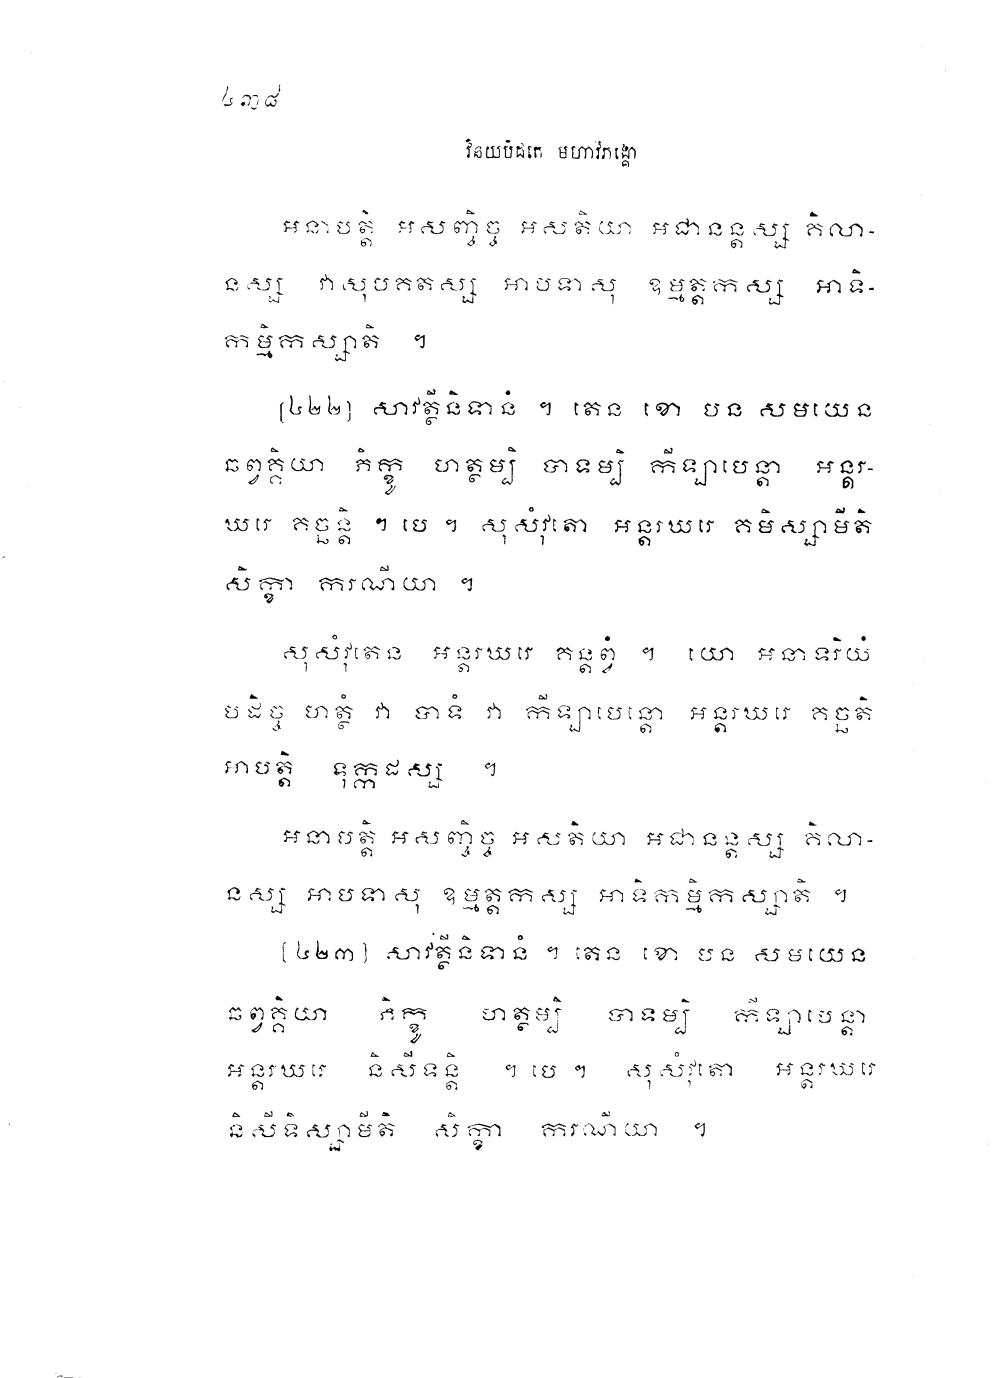 ៤៣៨
វិនយបិដកេ មហាវិភង្គោ
អនាបត្តិ អសញ្ចិច្ច អសតិយា អជានន្តស្ស គិលា-
នស្ស វាសុបគតស្ស អាបទាសុ ឧម្មត្តកស្ស អាទិ-
កម្មិកស្សាតិ ។
(៤២២) សាវត្ថីនិទានំ ។ តេន ខោ បន សមយេន
ឆព្វគ្គិយា ភិក្ខូ ហត្ថម្បិ បាទម្បិ កីឡាបេន្តា អន្តរ-
ឃរេ គច្ឆន្តិ ។ បេ ។ សុសំវុតោ អន្តរឃរេ គមិស្សាមីតិ
សិក្ខា ករណីយា ។
សុសំវុតេន អន្តរឃរេ គន្តព្វំ ។ យោ អនាទរិយំ
បដិច្ច ហត្ថំ វា បាទំ វា កីឡាបេន្តោ អន្តរឃរេ គច្ឆតិ
អាបត្តិ ទុក្កដស្ស ។
អនាបត្តិ អសញ្ចិច្ច អសតិយា អជានន្តស្ស គិលា-
នស្ស អាបទាសុ ឧម្មត្តកស្ស អាទិកម្មិកស្សាតិ ។
(៤២៣) សាវត្ថីនិទានំ ។ តេន ខោ បន សមយេន
ឆព្វគ្គិយា ភិក្ខូ ហត្ថម្បិ បាទម្បិ កីឡាបេន្តា
អន្តរឃរេ និសីទន្តិ ។ បេ ។ សុសំវុតោ អន្តរឃរេ
និសីទិស្សាមីតិ សិក្ខា ករណីយា ។